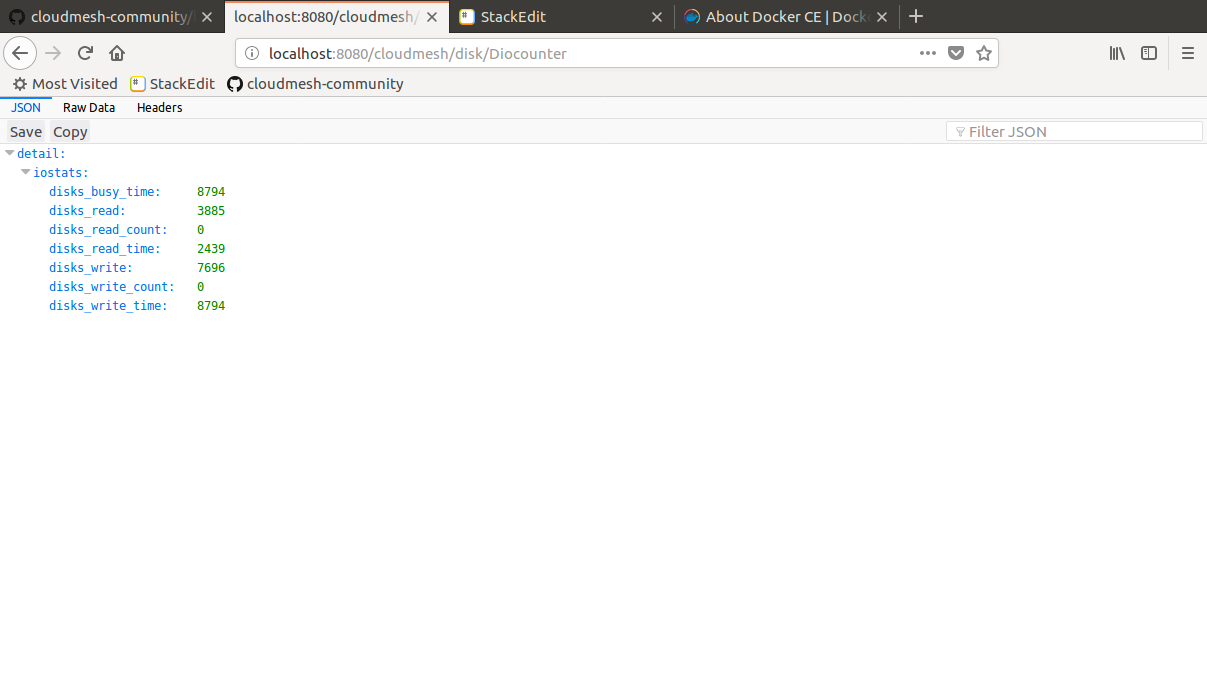 cloudmesh-community/ localhost:8080/cloudmesh/ StackEdit About Docker CE | Dock
localhost:8080/cloudmesh/disk/Diocounter
Most Visited StackEdit cloudmesh-community
JSON Raw Data Headers
Save Copy Filter JSON
detail:
iostats:
disks_busy_time: 8794
disks_read: 3885
disks_read_count: 0
disks_read_time: 2439
disks_write: 7696
disks_write_count: 0
disks_write_time: 8794